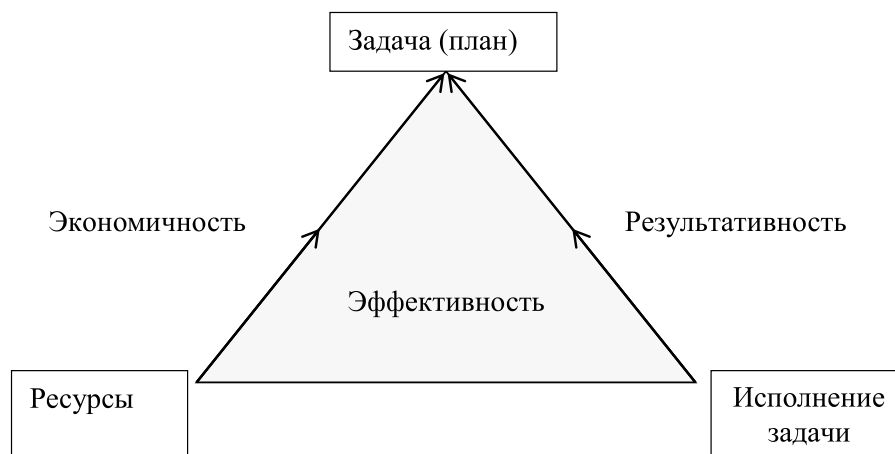 Задача (план)
Экономичность
Результативность
Эффективность
Ресурсы
Исполнение
задачи